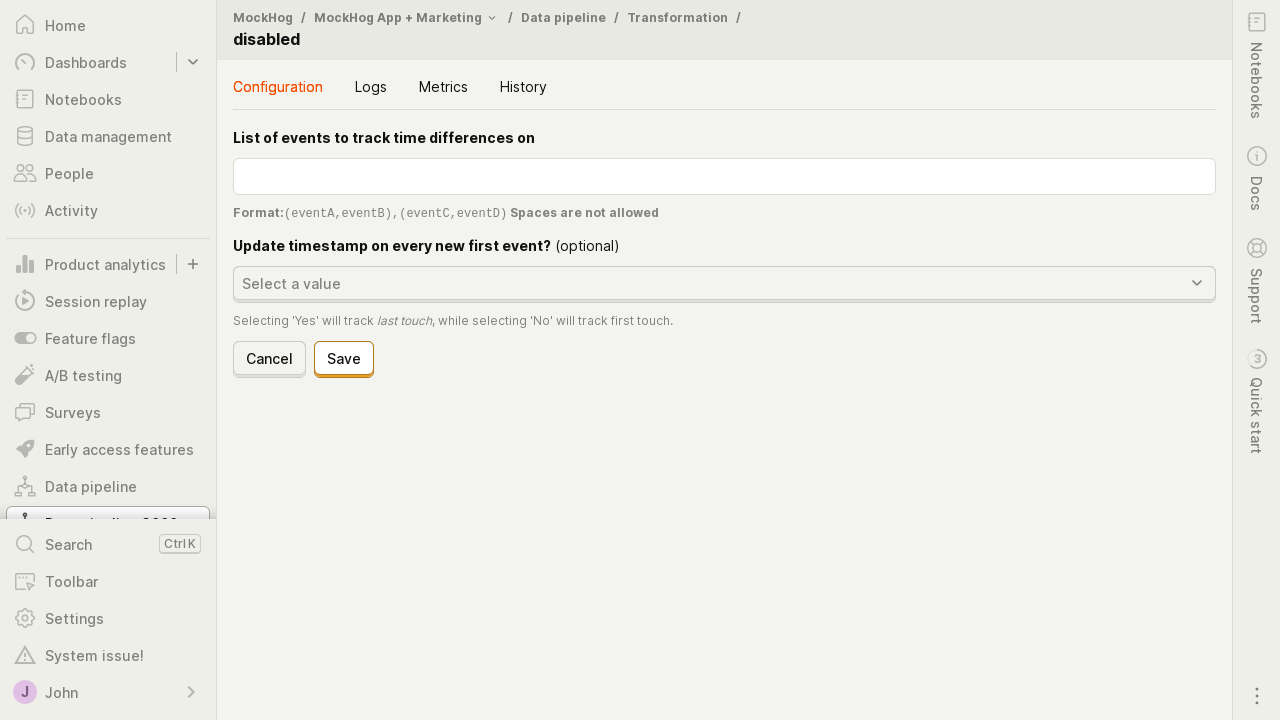 Home
Dashboards
Notebooks
Data management
People
Activity
Product analytics
Session replay
Feature flags
A/B testing
Surveys
Early access features
Data pipeline
Search Ctrl K
Toolbar
Settings
System issue!
J John
MockHog / MockHog App + Marketing / Data pipeline / Transformation /
disabled
Configuration Logs Metrics History
List of events to track time differences on
Format:(eventA,eventB),(eventC,eventD) Spaces are not allowed
Update timestamp on every new first event? (optional)
Select a value
Selecting 'Yes' will track last touch, while selecting 'No' will track first touch.
Cancel Save
Notebooks
Docs
Support
3 Quick start